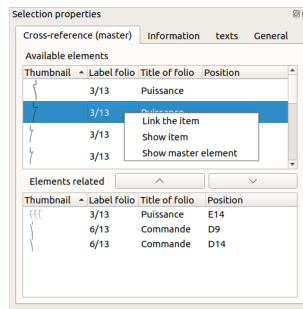 Selection properties
Cross-reference (master) Information texts General
Available elements
Thumbnail Label folio Title of folio Position
3/13 Puissance
3/13 Puissance
3/13
3/13
Link the item
Show item
Show master element
Elements related
Thumbnail Label folio Title of folio Position
3/13 Puissance E14
6/13 Commande D9
6/13 Commande D14